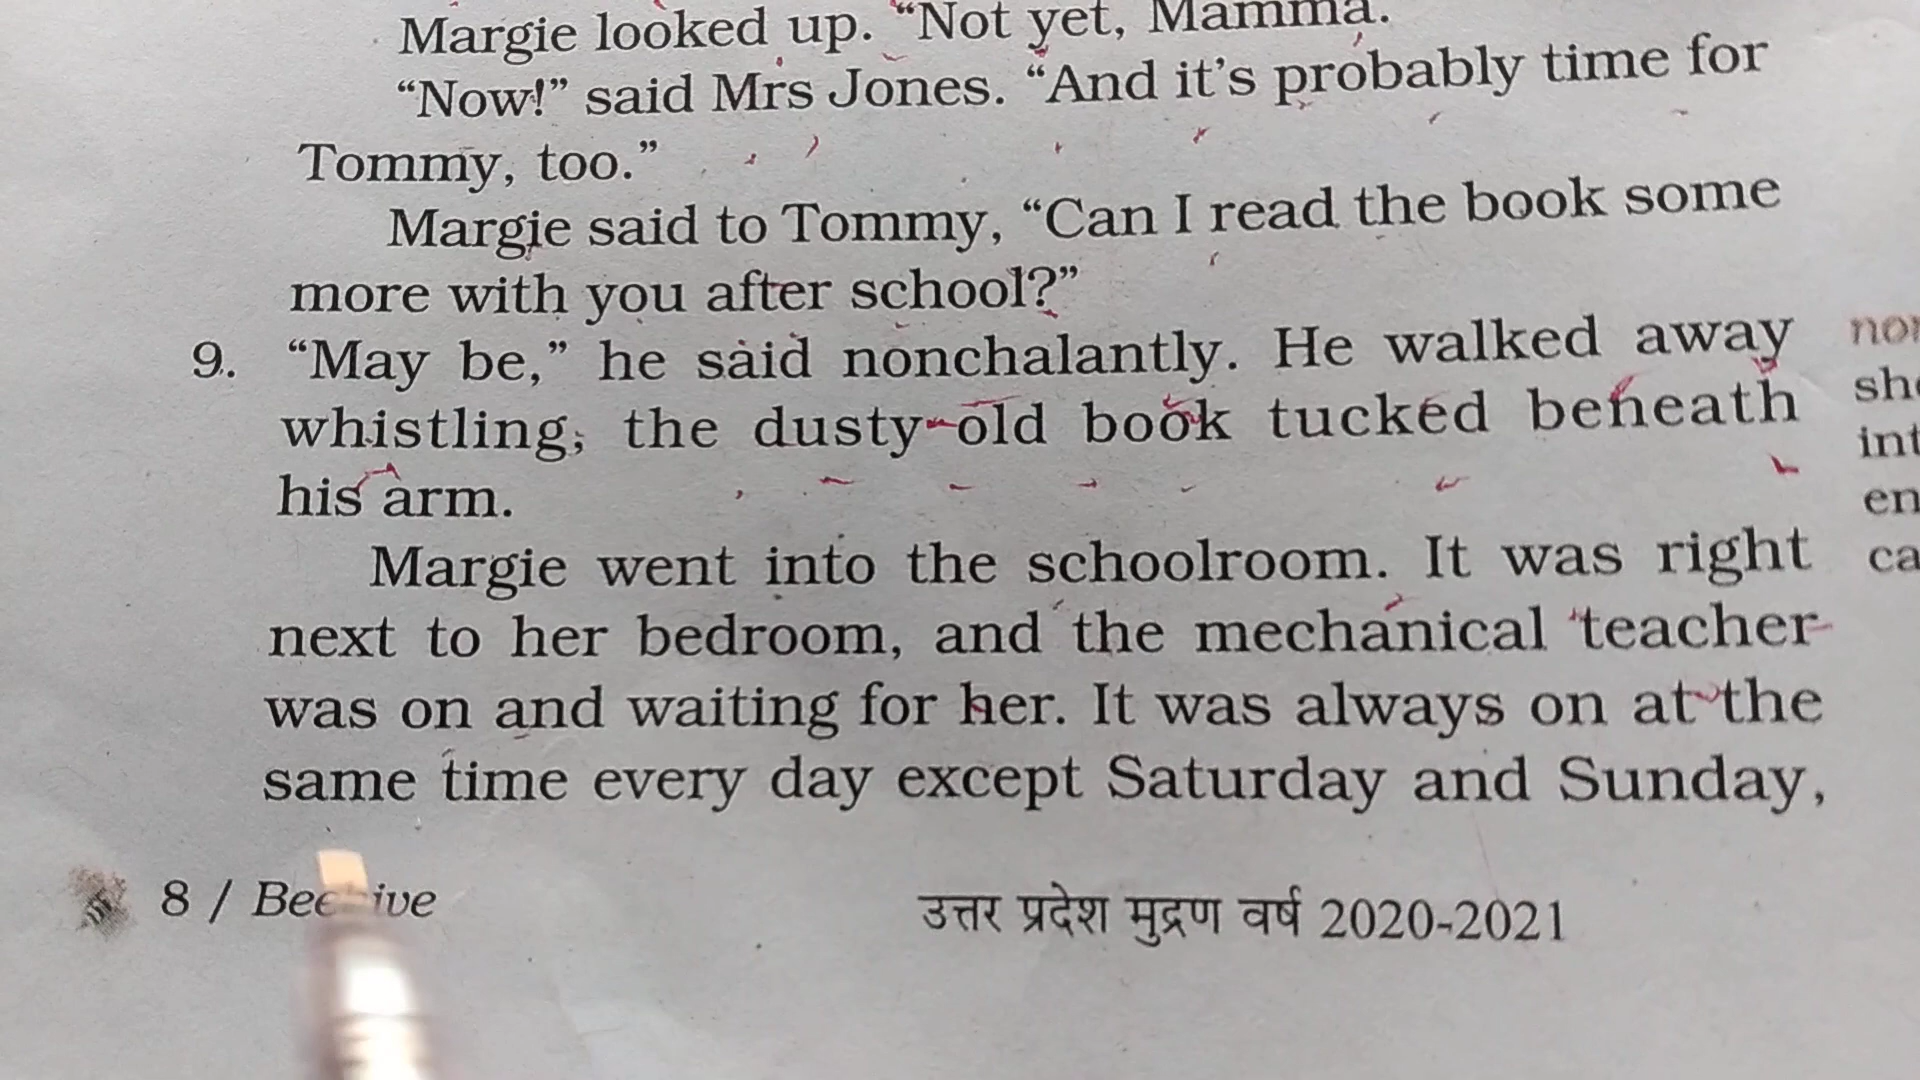 Margie looked up. “Not yet, Mamma.
“Now!” said Mrs Jones. “And it’s probably time for
Tommy, too.”
Margie said to Tommy, “Can I read the book some
more with you after school?”
9. “May be,” he said nonchalantly. He walked away
whistling, the dusty old book tucked beneath
his arm.
Margie went into the schoolroom. It was right
next to her bedroom, and the mechanical teacher
was on and waiting for her. It was always on at the
same time every day except Saturday and Sunday,
8 /
उत्तर प्रदेश मुद्रण वर्ष 2020-2021